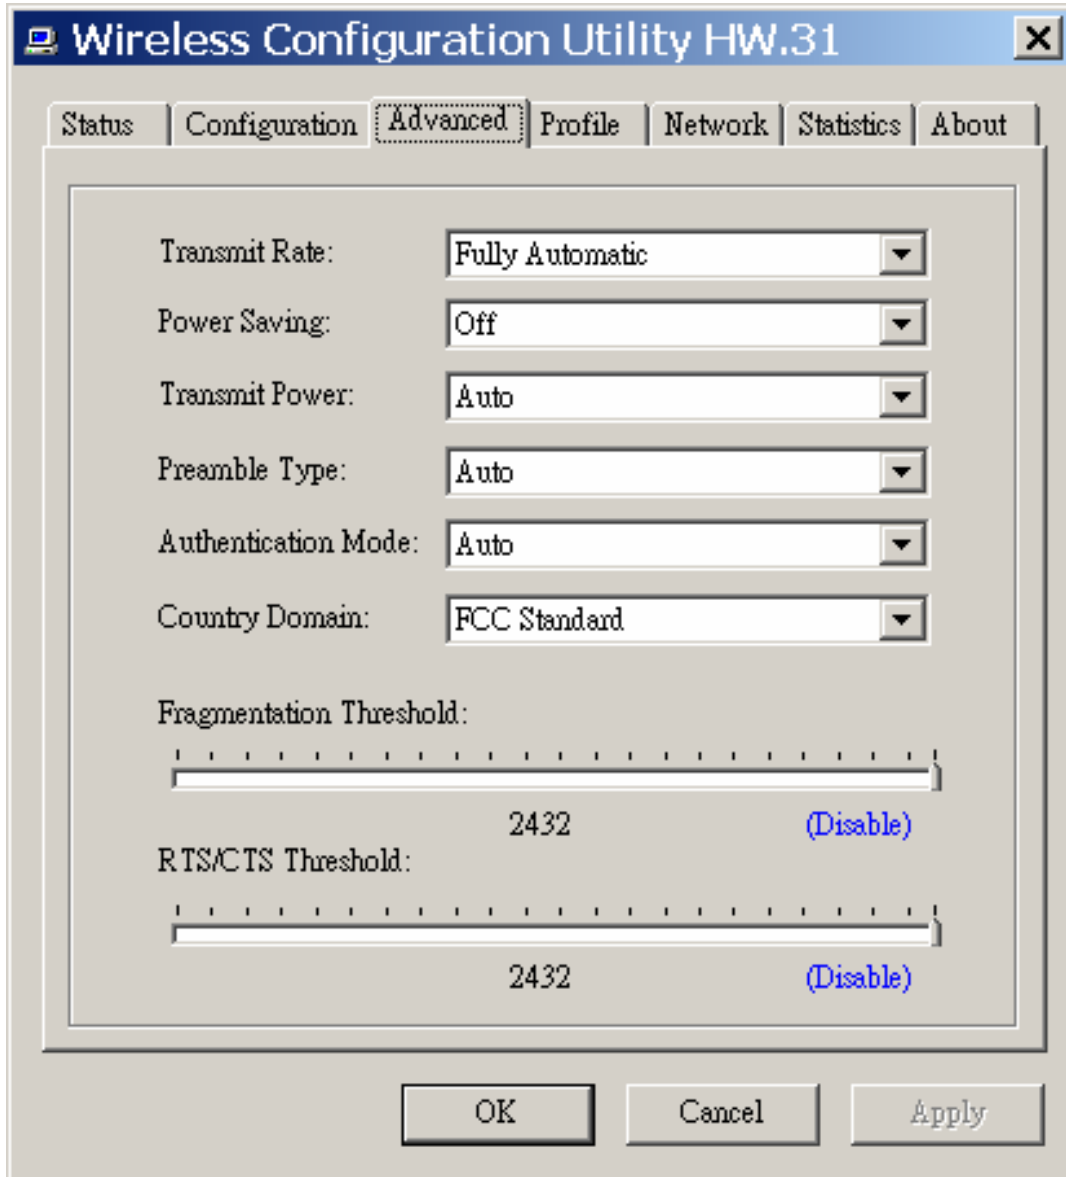 Wireless Configuration Utility HW.31
Status Configuration Advanced Profile Network Statistics About
Transmit Rate: Fully Automatic
Power Saving: Off
Transmit Power: Auto
Preamble Type: Auto
Authentication Mode: Auto
Country Domain: FCC Standard
Fragmentation Threshold:
2432 (Disable)
RTS/CTS Threshold:
2432 (Disable)
OK Cancel Apply